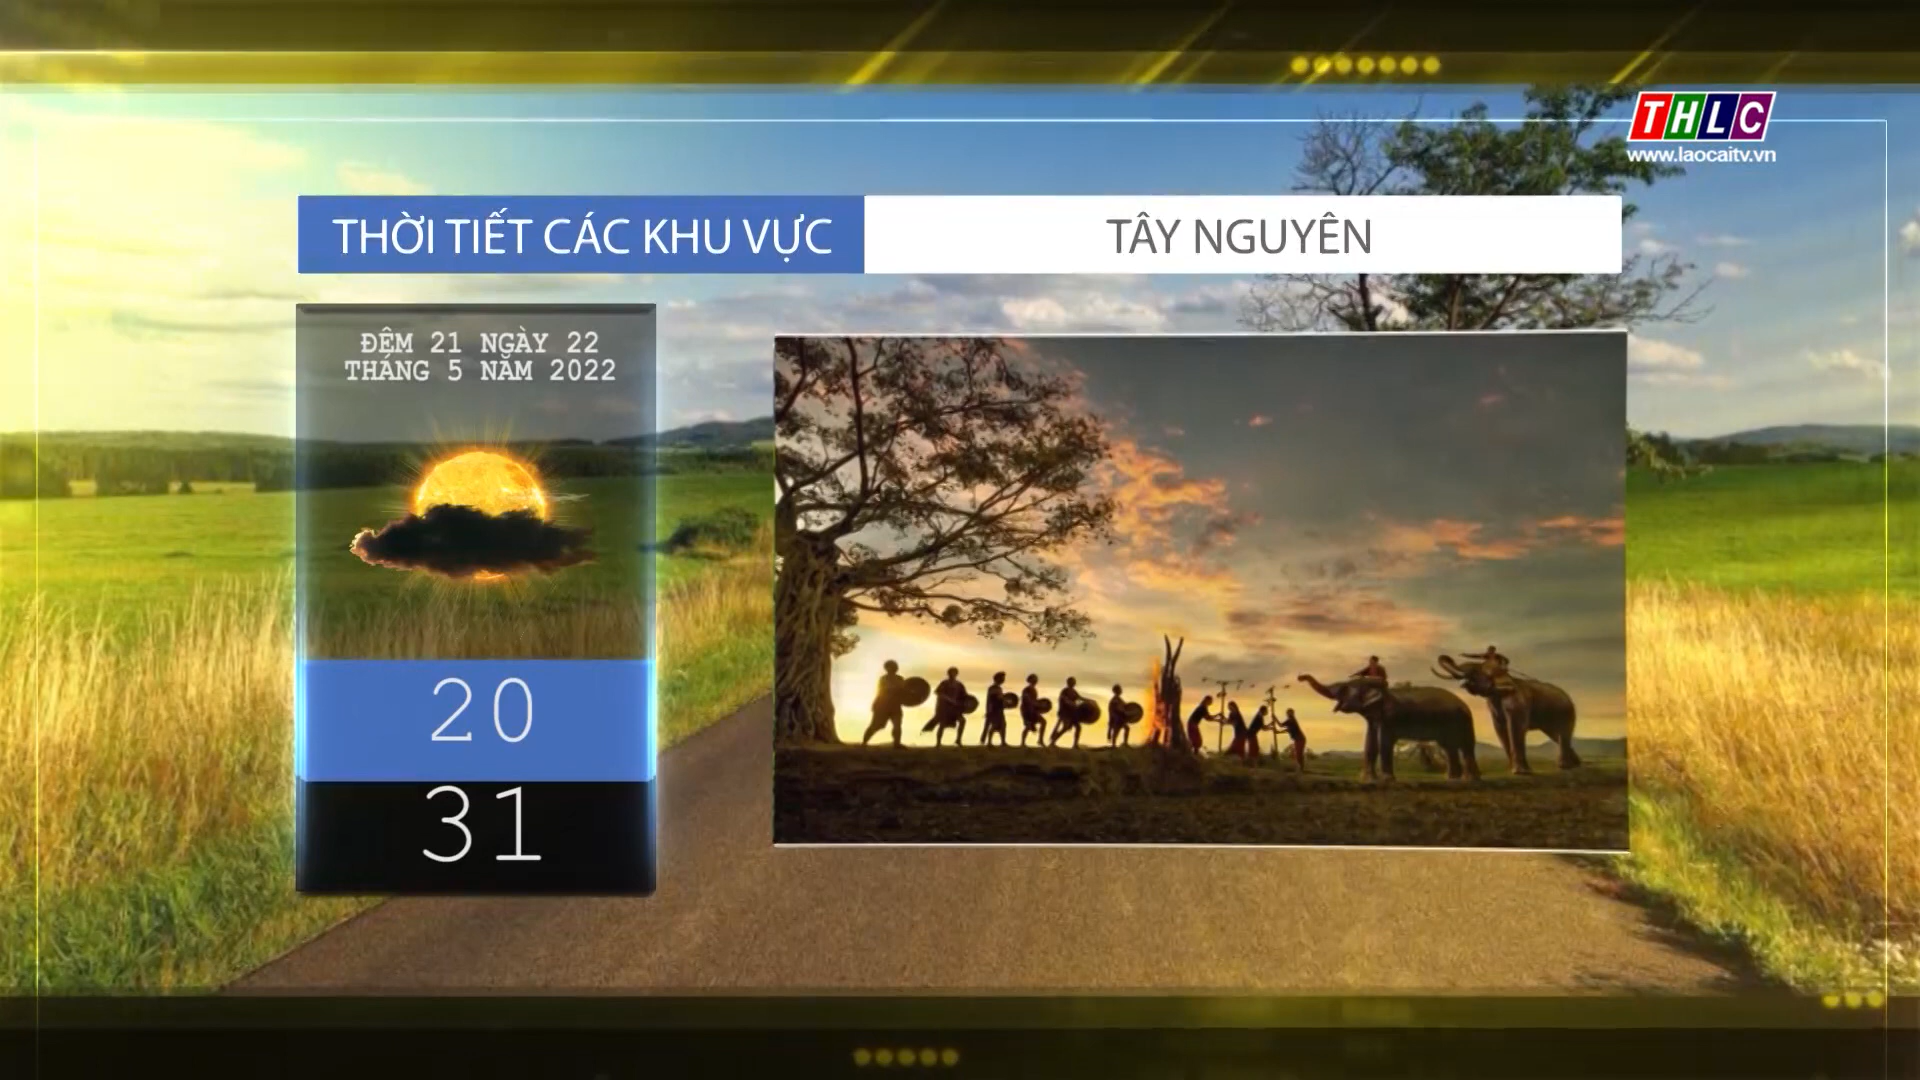 THLC
www.laocaitv.vn
THỜI TIẾT CÁC KHU VỰC
TÂY NGUYÊN
ĐÊM 21 NGÀY 22
THÁNG 5 NĂM 2022
20
31